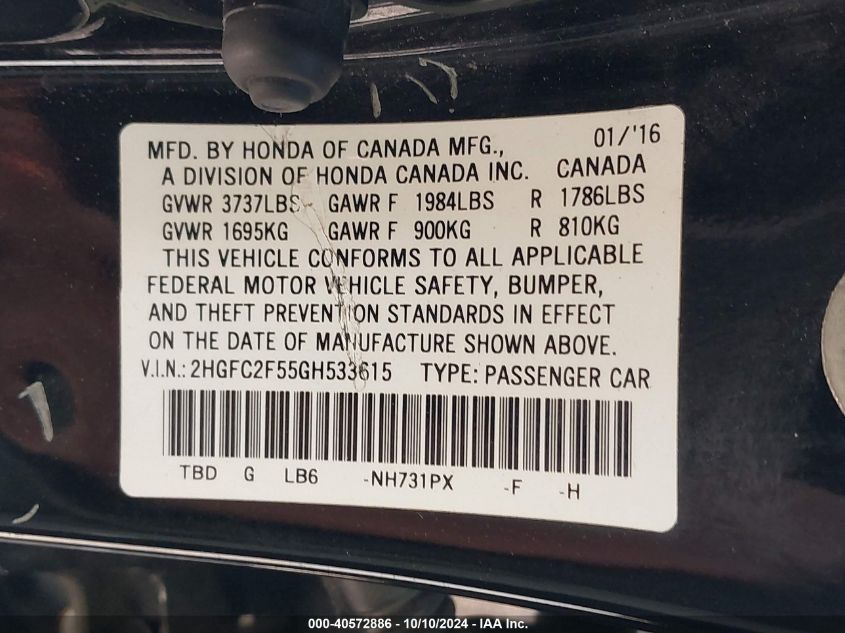 MFD. BY HONDA OF CANADA MFG., 01/'16
A DIVISION OF HONDA CANADA INC. CANADA
GVWR 3737LBS GAWR F 1984LBS R 1786LBS
GVWR 1695KG GAWR F 900KG R 810KG
THIS VEHICLE CONFORMS TO ALL APPLICABLE
FEDERAL MOTOR VEHICLE SAFETY, BUMPER,
AND THEFT PREVENTION STANDARDS IN EFFECT
ON THE DATE OF MANUFACTURE SHOWN ABOVE.
V.I.N.: 2HGFC2F55GH533615 TYPE: PASSENGER CAR
TBD G LB6 -NH731PX -F -H
000-40572886 - 10/10/2024 - IAA Inc.